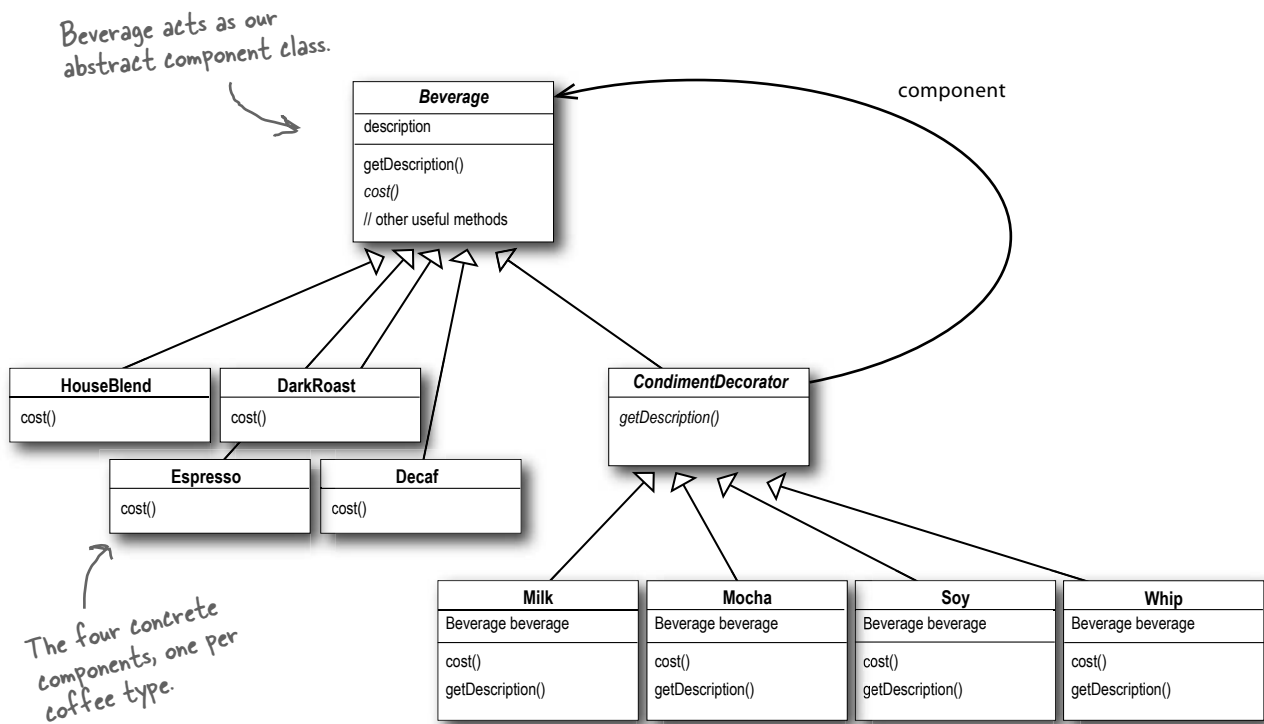 Beverage acts as our
abstract component class.
Beverage
description
getDescription()
cost()
// other useful methods
component
HouseBlend
cost()
DarkRoast
cost()
Espresso
cost()
Decaf
cost()
CondimentDecorator
getDescription()
The four concrete
components, one per
coffee type.
Milk
Beverage beverage
cost()
getDescription()
Mocha
Beverage beverage
cost()
getDescription()
Soy
Beverage beverage
cost()
getDescription()
Whip
Beverage beverage
cost()
getDescription()